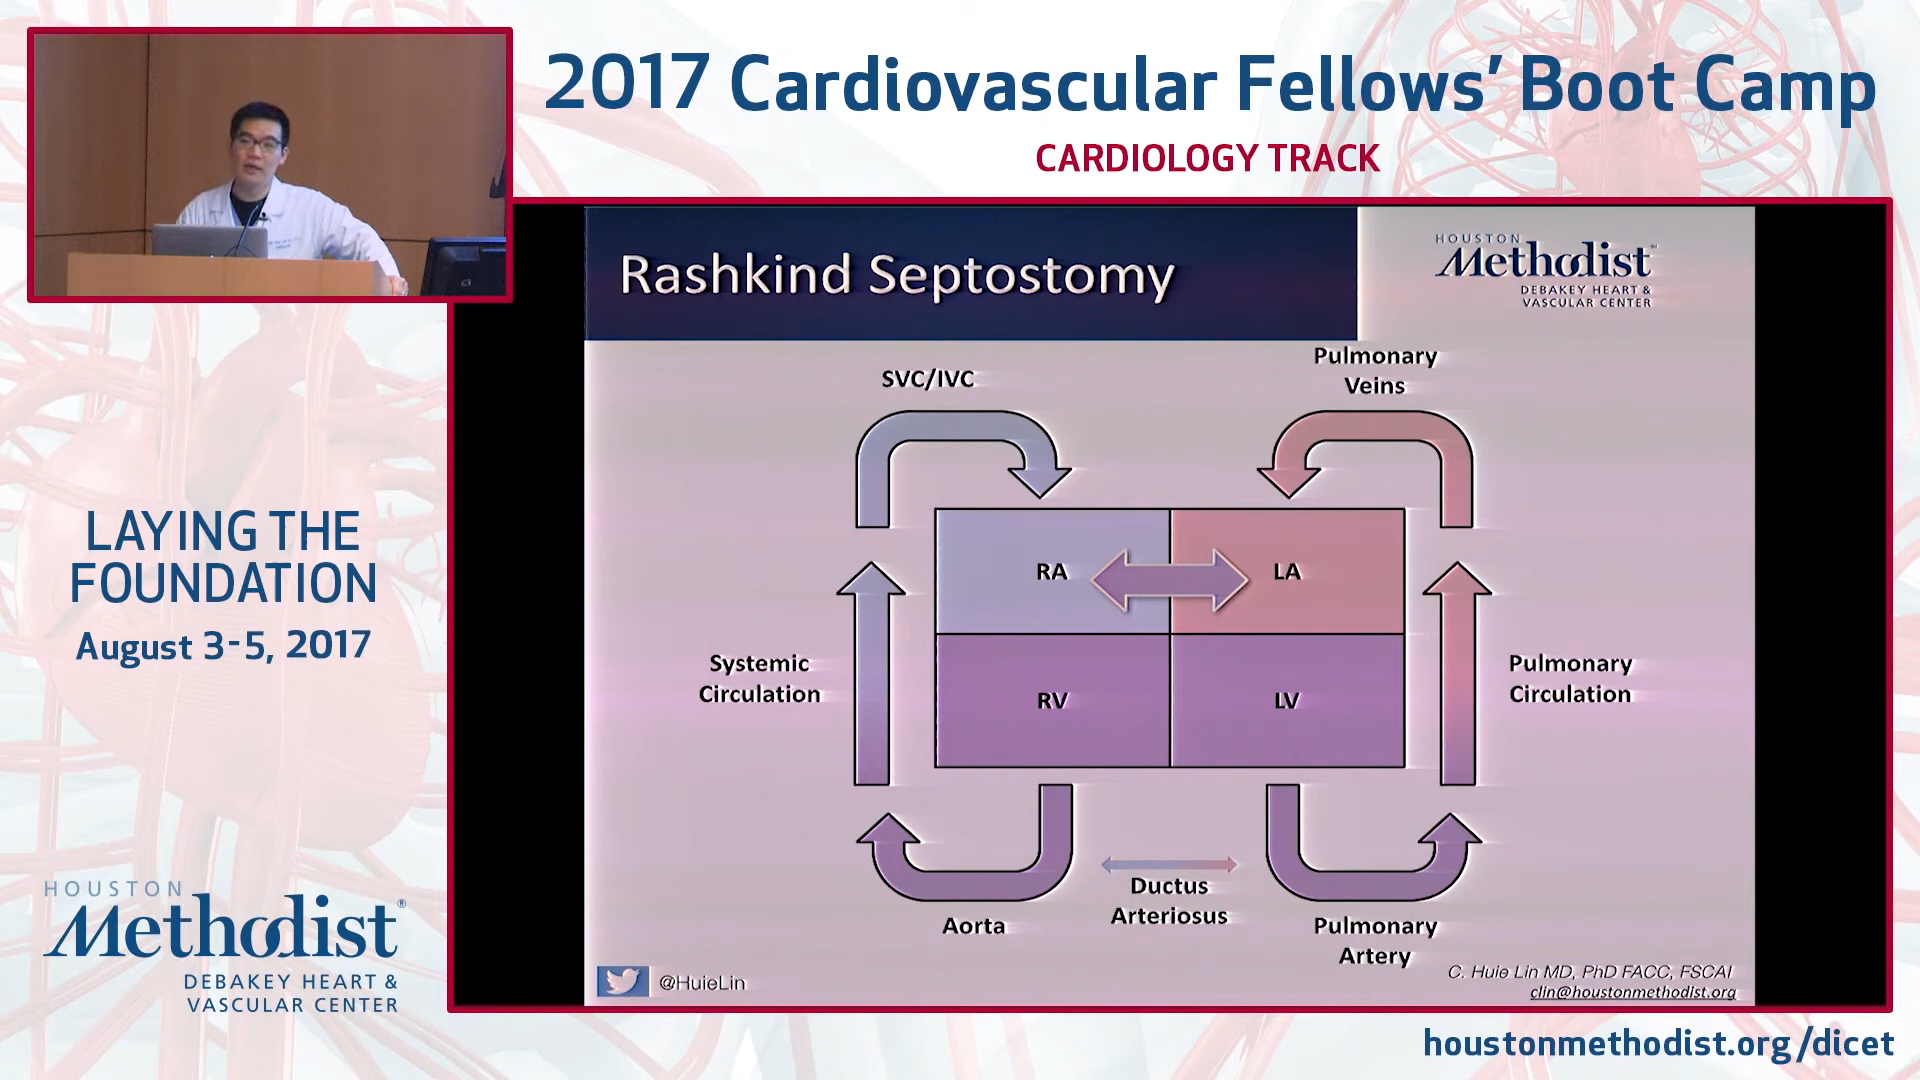 2017 Cardiovascular Fellows' Boot Camp
CARDIOLOGY TRACK
LAYING THE
FOUNDATION
August 3-5, 2017
HOUSTON
Methodist®
DEBAKEY HEART &
VASCULAR CENTER
Rashkind Septostomy
HOUSTON
Methodist™
DEBAKEY HEART &
VASCULAR CENTER
SVC/IVC
Pulmonary
Veins
RA
LA
Systemic
Circulation
RV
LV
Pulmonary
Circulation
Aorta
Ductus
Arteriosus
Pulmonary
Artery
@HuieLin
C. Huie Lin MD, PhD FACC, FSCAI
clin@houstonmethodist.org
houstonmethodist.org/dicet